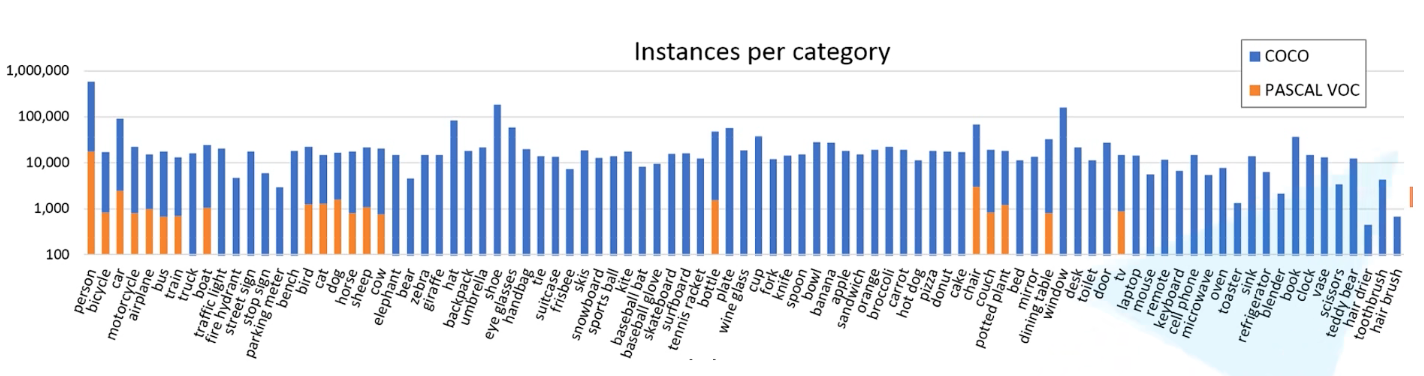 Instances per category
COCO
PASCAL VOC
1,000,000
100,000
10,000
1,000
100
person
bicycle
car
motorcycle
airplane
bus
train
truck
boat
traffic light
fire hydrant
street sign
stop sign
parking meter
bench
bird
cat
dog
horse
sheep
cow
elephant
bear
zebra
giraffe
hat
backpack
umbrella
shoe
eye glasses
handbag
tie
suitcase
frisbee
skis
snowboard
sports ball
kite
baseball bat
baseball glove
skateboard
surfboard
tennis racket
bottle
plate
wine glass
cup
fork
knife
spoon
bowl
banana
apple
sandwich
orange
broccoli
carrot
hot dog
pizza
donut
cake
chair
couch
potted plant
bed
mirror
dining table
window
desk
toilet
door
tv
laptop
mouse
remote
keyboard
cell phone
microwave
oven
toaster
sink
refrigerator
blender
book
clock
vase
scissors
teddy bear
hair drier
toothbrush
hair brush